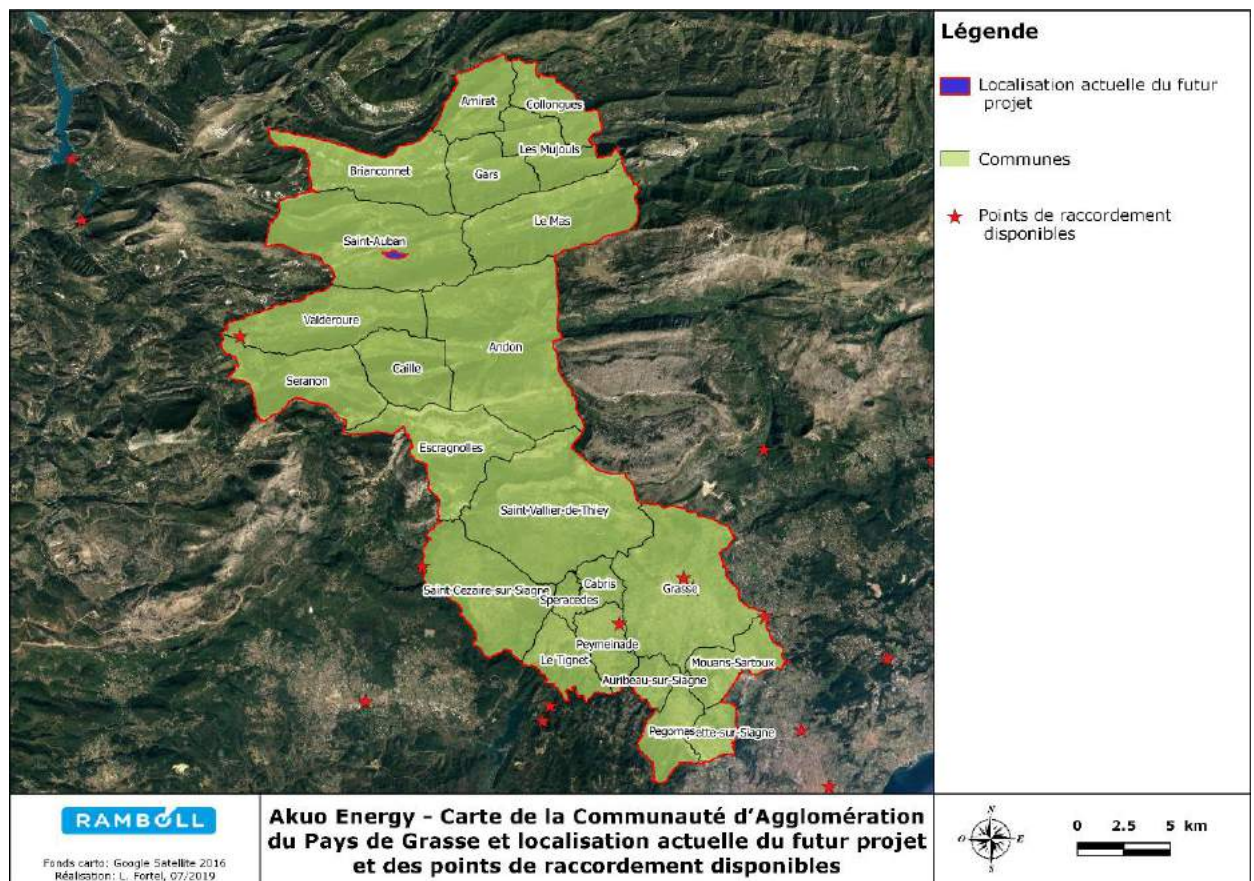 Légende
Localisation actuelle du futur
projet
Communes
Points de raccordement
disponibles
Amirat
Collongues
Les Mujouls
Brianconnet
Gars
Le Mas
Saint-Auban
Valderoure
Andon
Caille
Seranon
Escragnolles
Saint-Vallier-de-Thiey
Cabris
Grasse
Saint-Cezaire-sur-Siagne
Speracedes
Peymeinade
Le Tignet
Mouans-Sartoux
Auribeau-sur-Siagne
Pegomas
ette-sur-Siagne
RAMBOLL
Fonds carto: Google Satellite 2016
Réalisation: L. Fortel, 07/2019
Akuo Energy - Carte de la Communauté d'Agglomération
du Pays de Grasse et localisation actuelle du futur projet
et des points de raccordement disponibles
N
O
E
S
0 2.5 5 km